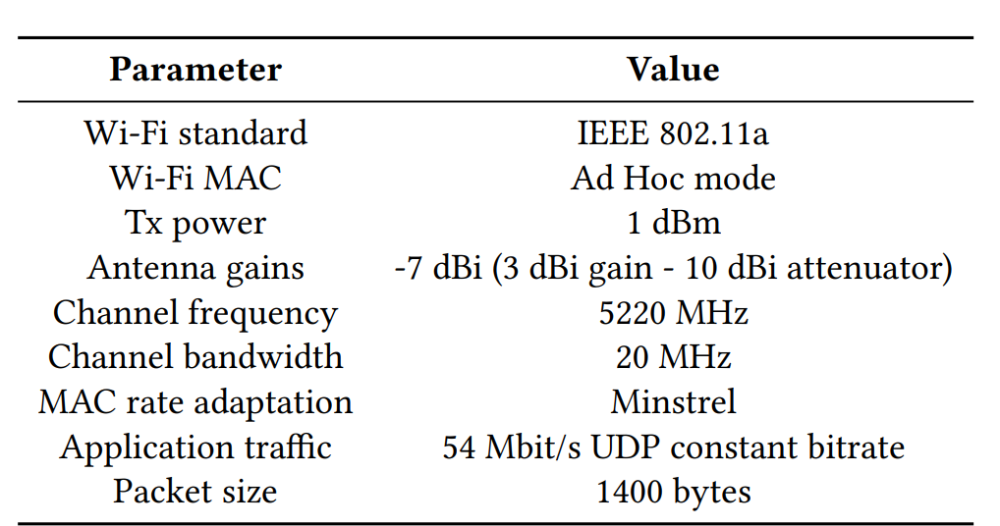 Parameter Value
Wi-Fi standard IEEE 802.11a
Wi-Fi MAC Ad Hoc mode
Tx power 1 dBm
Antenna gains -7 dBi (3 dBi gain - 10 dBi attenuator)
Channel frequency 5220 MHz
Channel bandwidth 20 MHz
MAC rate adaptation Minstrel
Application traffic 54 Mbit/s UDP constant bitrate
Packet size 1400 bytes